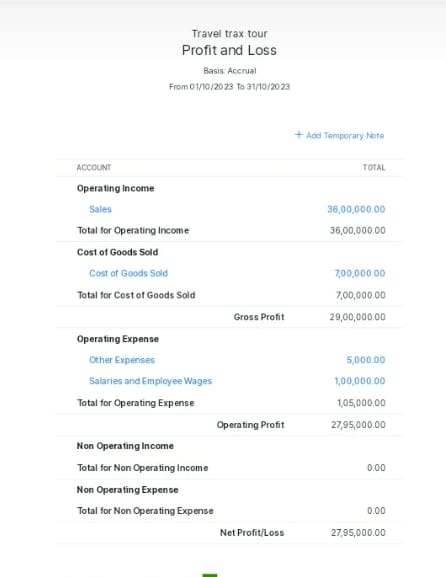 Travel trax tour
Profit and Loss
Basis: Accrual
From 01/10/2023 To 31/10/2023
+ Add Temporary Note
ACCOUNT TOTAL
Operating Income
Sales 36,00,000.00
Total for Operating Income 36,00,000.00
Cost of Goods Sold
Cost of Goods Sold 7,00,000.00
Total for Cost of Goods Sold 7,00,000.00
Gross Profit 29,00,000.00
Operating Expense
Other Expenses 5,000.00
Salaries and Employee Wages 1,00,000.00
Total for Operating Expense 1,05,000.00
Operating Profit 27,95,000.00
Non Operating Income
Total for Non Operating Income 0.00
Non Operating Expense
Total for Non Operating Expense 0.00
Net Profit/Loss 27,95,000.00